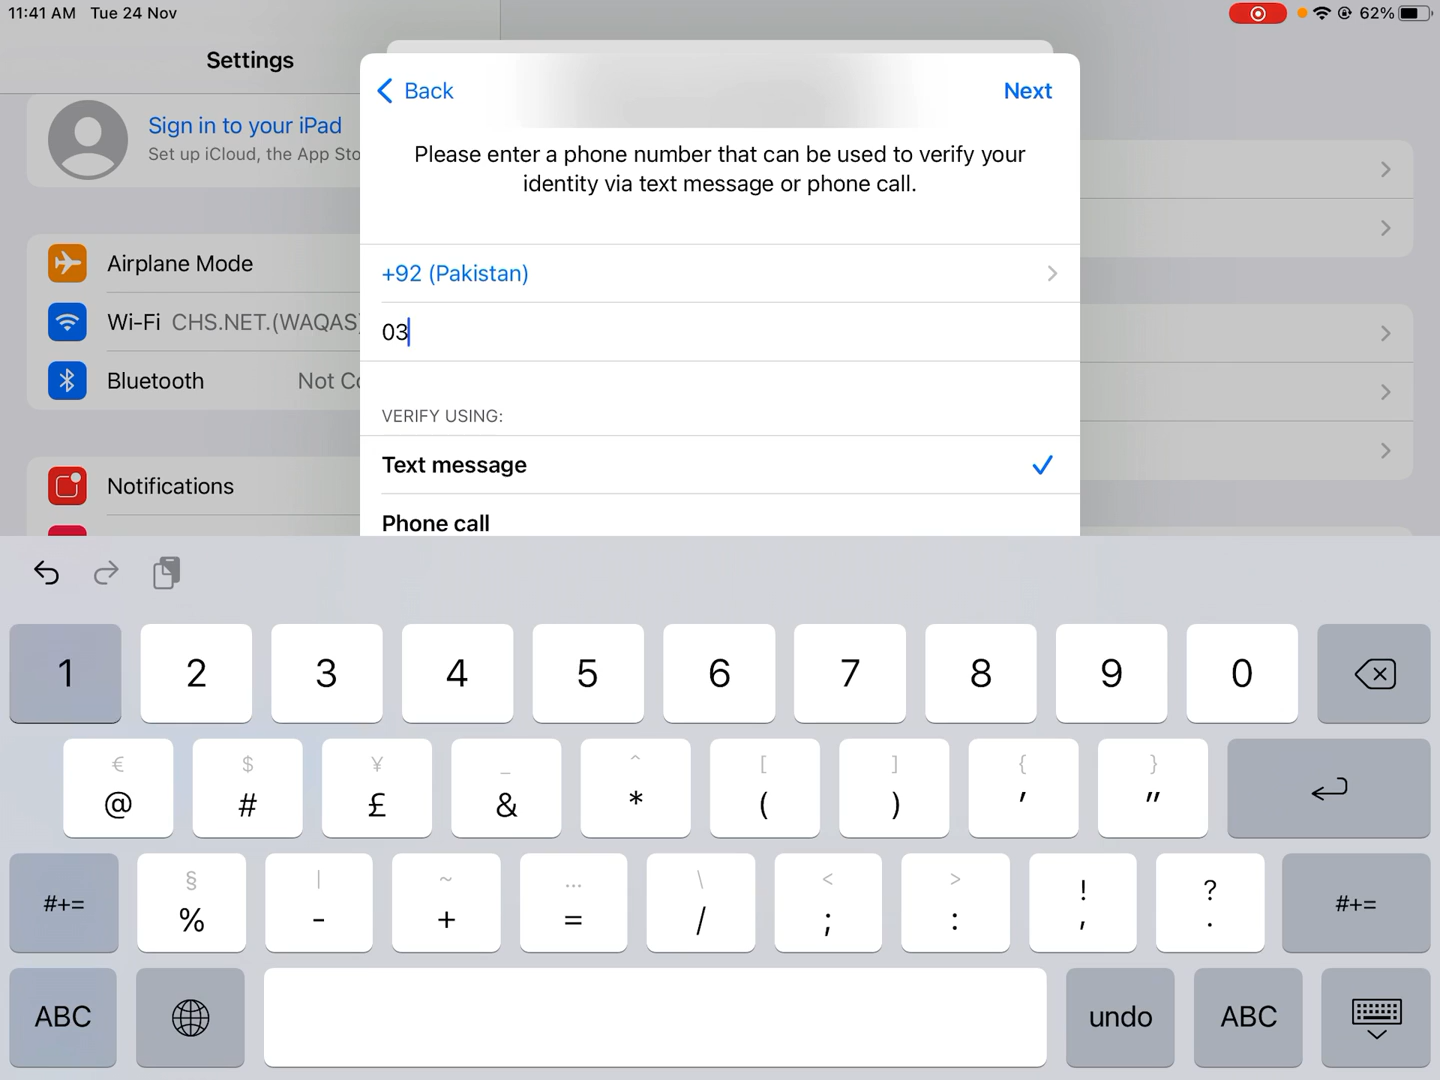 11:41 AM Tue 24 Nov
62%
Settings
Sign in to your iPad
Set up iCloud, the App Sto
Airplane Mode
Wi-Fi CHS.NET.(WAQAS)
Bluetooth Not Co
Notifications
Back
Next
Please enter a phone number that can be used to verify your
identity via text message or phone call.
+92 (Pakistan)
03
VERIFY USING:
Text message
Phone call
1 2 3 4 5 6 7 8 9 0
€ $ ¥ _ ^ [ ] { }
@ # £ & * ( ) ' "
§ | ~ … \ < > ! ?
#+= % - + = / ; : , . #+=
ABC undo ABC